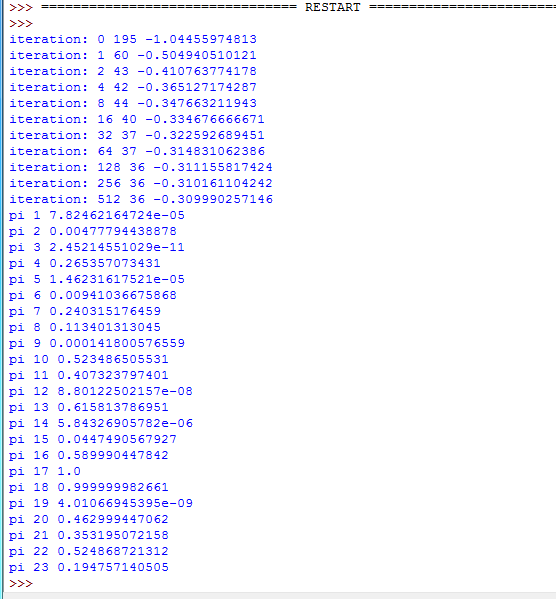 >>> ================================ RESTART ================================
>>>
iteration: 0 195 -1.04455974813
iteration: 1 60 -0.504940510121
iteration: 2 43 -0.410763774178
iteration: 4 42 -0.365127174287
iteration: 8 44 -0.347663211943
iteration: 16 40 -0.334676666671
iteration: 32 37 -0.322592689451
iteration: 64 37 -0.314831062386
iteration: 128 36 -0.311155817424
iteration: 256 36 -0.310161104242
iteration: 512 36 -0.309990257146
pi 1 7.82462164724e-05
pi 2 0.00477794438878
pi 3 2.45214551029e-11
pi 4 0.265357073431
pi 5 1.46231617521e-05
pi 6 0.00941036675868
pi 7 0.240315176459
pi 8 0.113401313045
pi 9 0.000141800576559
pi 10 0.523486505531
pi 11 0.407323797401
pi 12 8.80122502157e-08
pi 13 0.615813786951
pi 14 5.84326905782e-06
pi 15 0.0447490567927
pi 16 0.589990447842
pi 17 1.0
pi 18 0.999999982661
pi 19 4.01066945395e-09
pi 20 0.462999447062
pi 21 0.353195072158
pi 22 0.524868721312
pi 23 0.194757140505
>>>